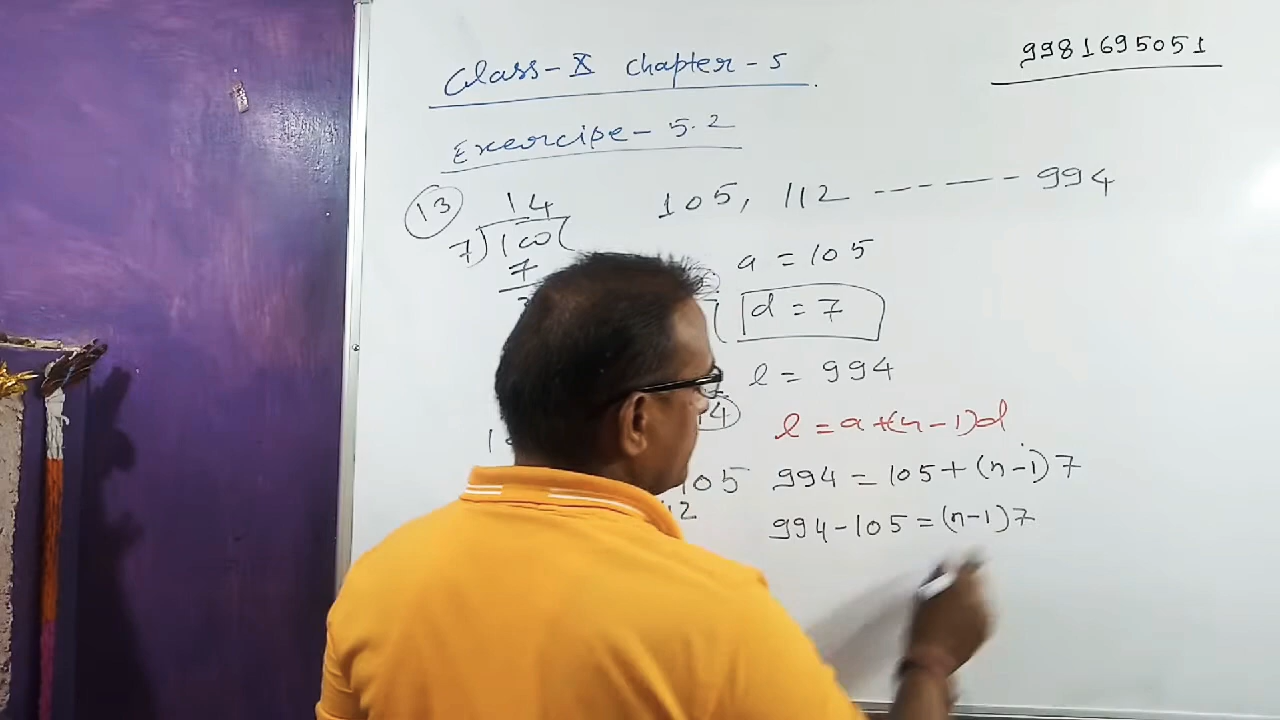 9981695051
Class-X chapter-5
Exercise-5.2
13
14
7)100(
7
105, 112 ------- 994
a = 105
d = 7
l = 994
l = a+(n-1)d
105
994 = 105+(n-1)7
994-105=(n-1)7